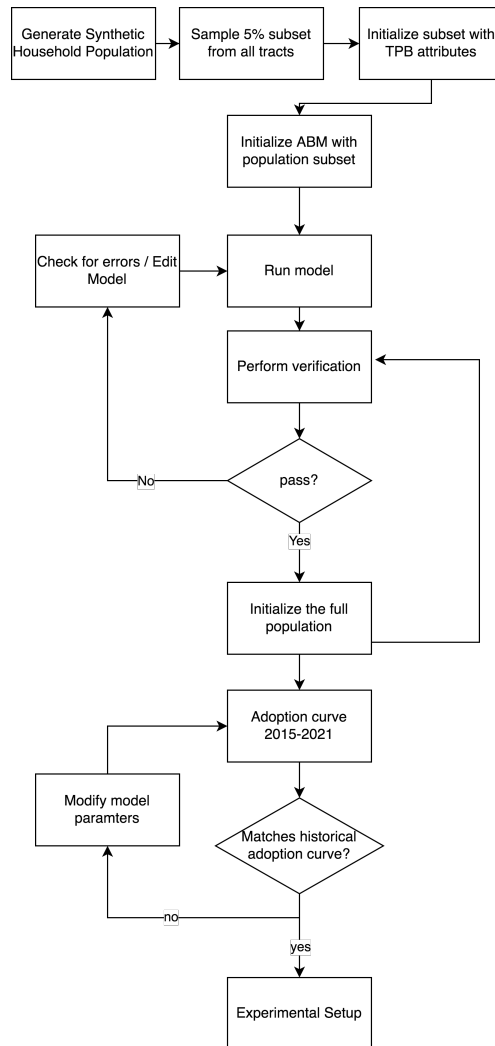 Generate Synthetic
Household Population
Sample 5% subset
from all tracts
Initialize subset with
TPB attributes
Initialize ABM with
population subset
Check for errors / Edit
Model
Run model
Perform verification
pass?
No
Yes
Initialize the full
population
Adoption curve
2015-2021
Modify model
paramters
Matches historical
adoption curve?
no
yes
Experimental Setup